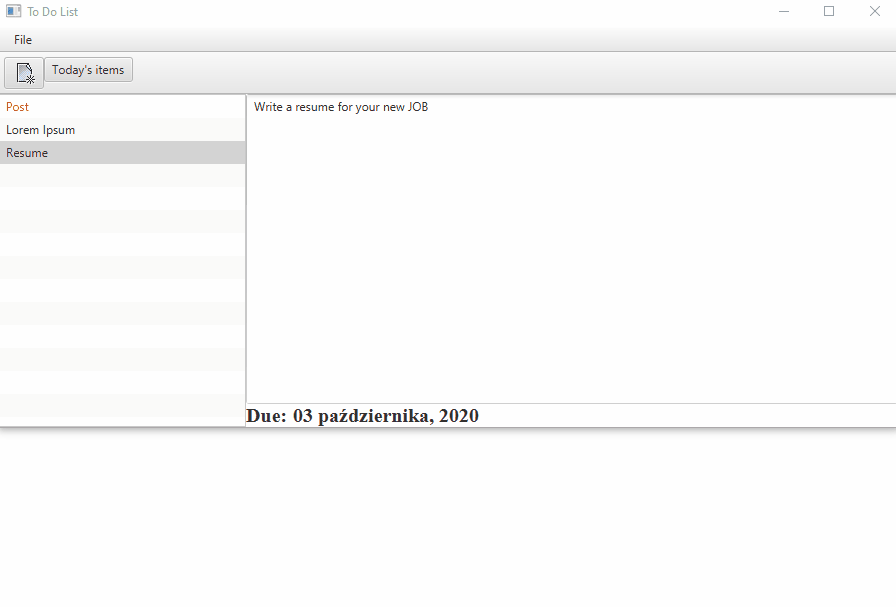 To Do List
File
Today's items
Post
Lorem Ipsum
Resume
Write a resume for your new JOB
Due: 03 października, 2020